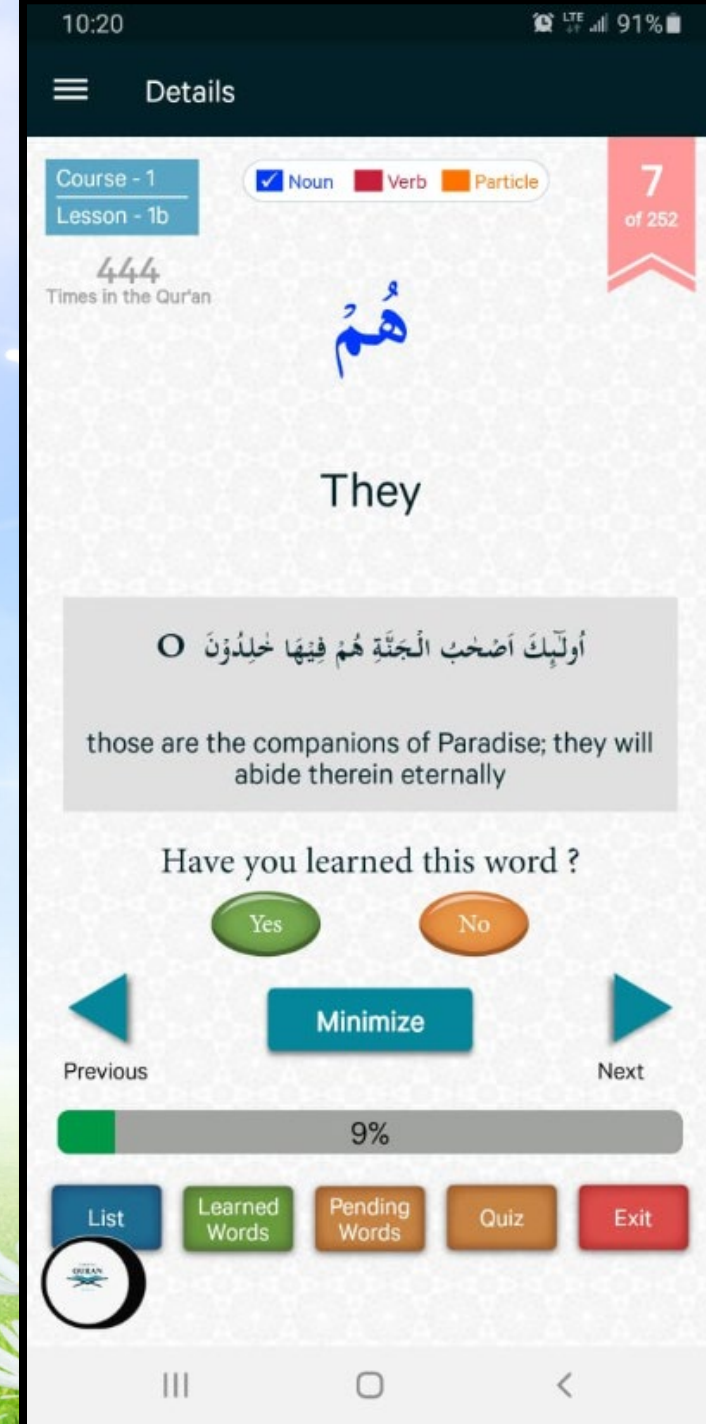 10:20 LTE 91%
Details
Course - 1
Lesson - 1b
Noun Verb Particle
7
of 252
444
Times in the Qur'an
هُمْ
They
اُولٰٓئِكَ اَصْحٰبُ الْجَنَّةِ هُمْ فِيْهَا خٰلِدُوْنَ O
those are the companions of Paradise; they will
abide therein eternally
Have you learned this word ?
Yes No
Minimize
Previous Next
9%
List Learned Words Pending Words Quiz Exit
QURAN